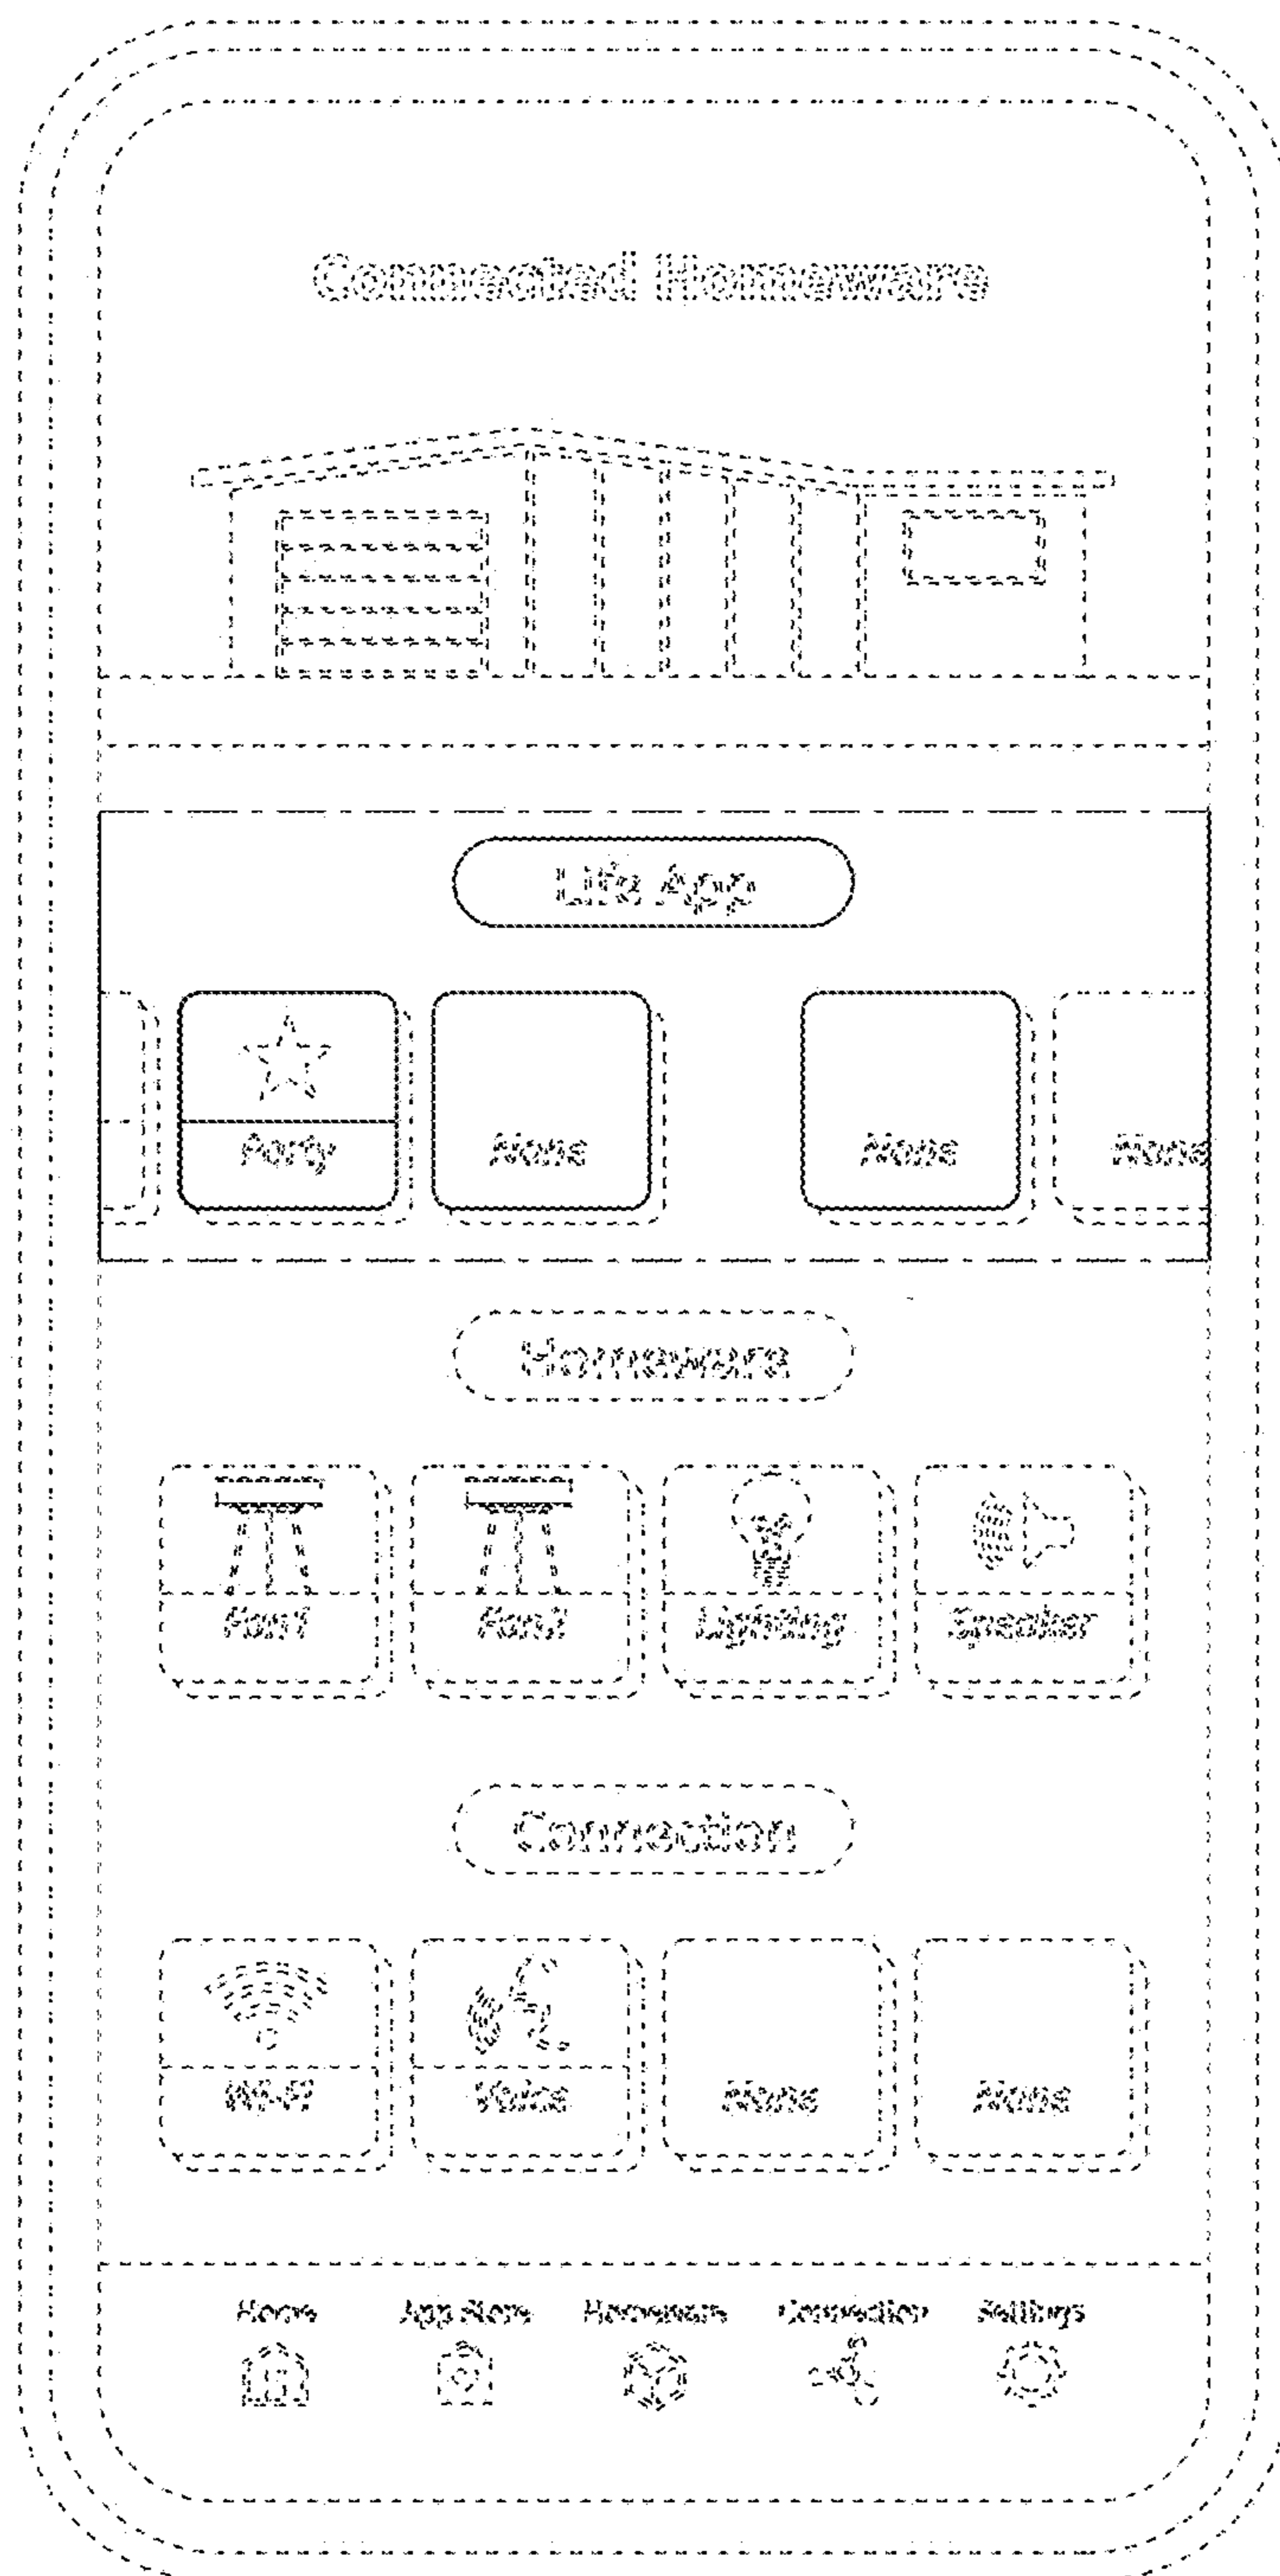 Connected Homeware
Life App
Party None None None
Homeware
Fan1 Fan2 Lighting Speaker
Connection
Wi-Fi Voice None None
Home App Store Homeware Connection Settings